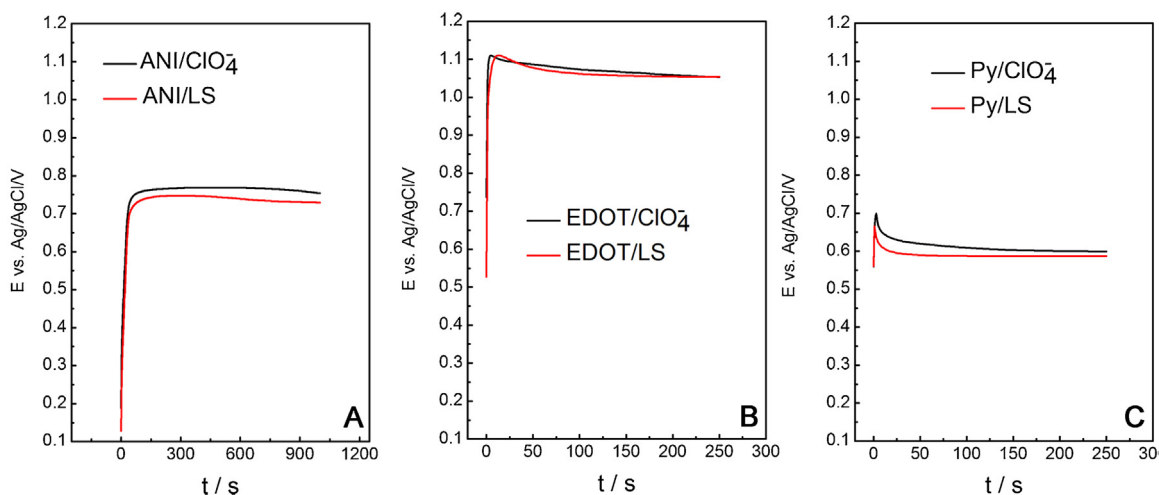 1.2
1.1
1.0
0.9
0.8
0.7
0.6
0.5
0.4
0.3
0.2
0.1
E vs. Ag/AgCl/V
ANI/ClO₄⁻
ANI/LS
A
0 300 600 900 1200
t / s
1.2
1.1
1.0
0.9
0.8
0.7
0.6
0.5
0.4
0.3
0.2
0.1
E vs. Ag/AgCl/V
EDOT/ClO₄⁻
EDOT/LS
B
0 50 100 150 200 250 300
t / s
1.2
1.1
1.0
0.9
0.8
0.7
0.6
0.5
0.4
0.3
0.2
0.1
E vs. Ag/AgCl/V
Py/ClO₄⁻
Py/LS
C
0 50 100 150 200 250 300
t / s